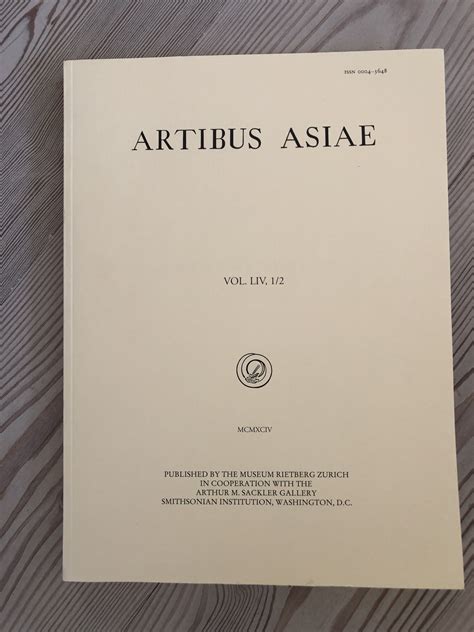 ISSN 0004-3648
ARTIBUS ASIAE
VOL. LIV, 1/2
MCMXCIV
PUBLISHED BY THE MUSEUM RIETBERG ZURICH
IN COOPERATION WITH THE
ARTHUR M. SACKLER GALLERY
SMITHSONIAN INSTITUTION, WASHINGTON, D.C.